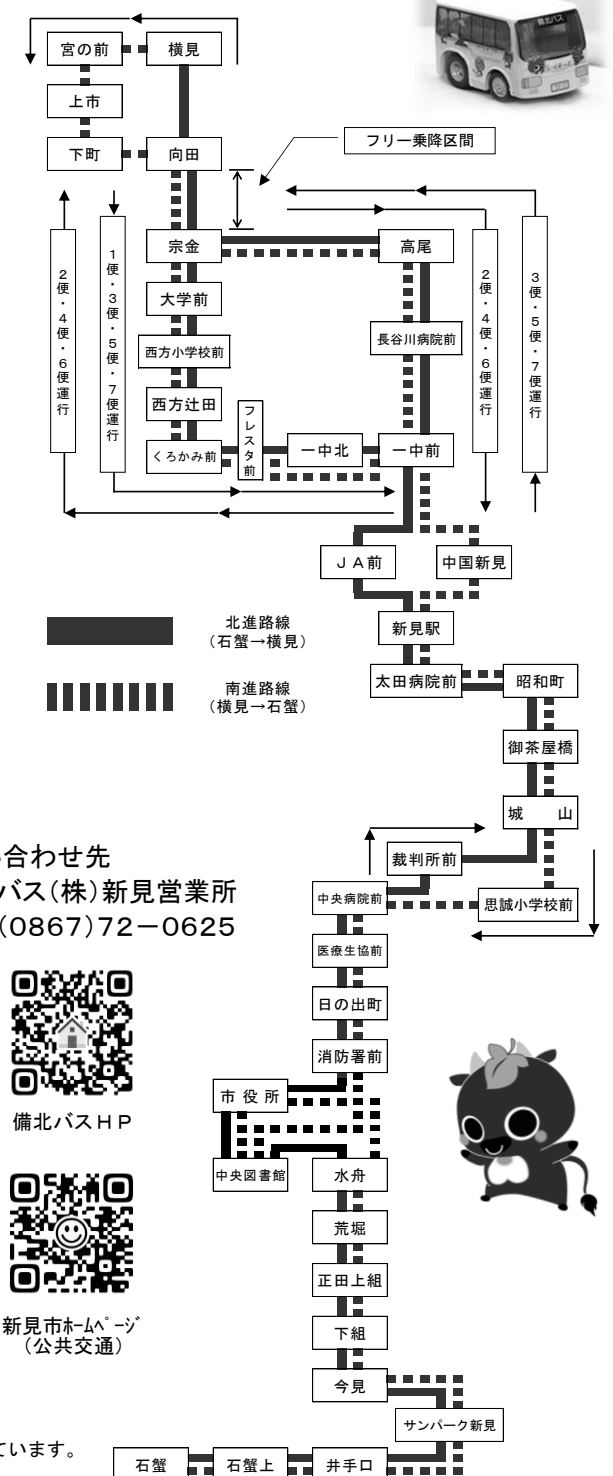 宮の前
横見
上市
下町
向田
フリー乗降区間
宗金
高尾
2便・4便・6便運行
1便・3便・5便・7便運行
大学前
西方小学校前
西方辻田
くろかみ前
フレスタ前
一中北
一中前
長谷川病院前
2便・4便・6便運行
3便・5便・7便運行
JA前
中国新見
北進路線
(石蟹→横見)
新見駅
南進路線
(横見→石蟹)
太田病院前
昭和町
御茶屋橋
城 山
合わせ先
バス(株)新見営業所
(0867)72-0625
裁判所前
中央病院前
思誠小学校前
医療生協前
日の出町
消防署前
市役所
備北バスHP
中央図書館
水舟
荒堀
正田上組
新見市ホームページ
(公共交通)
下組
今見
サンパーク新見
ています。
石蟹
石蟹上
井手口